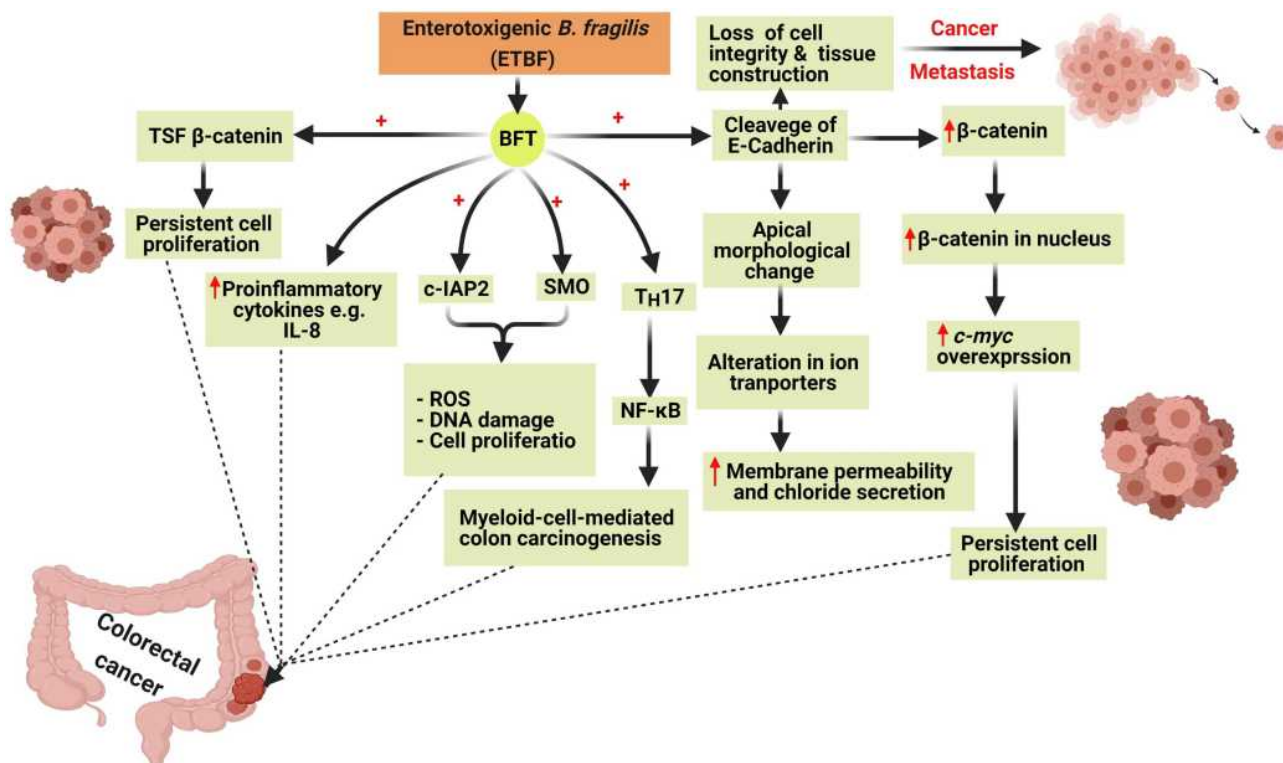 Enterotoxigenic B. fragilis
(ETBF)
Loss of cell
integrity & tissue
construction
Cancer
Metastasis
TSF β-catenin
+
BFT
+
Cleavege of
E-Cadherin
β-catenin
+
+
+
Persistent cell
proliferation
Apical
morphological
change
β-catenin in nucleus
Proinflammatory
cytokines e.g.
IL-8
c-IAP2
SMO
TH17
c-myc
overexprssion
Alteration in ion
tranporters
- ROS
- DNA damage
- Cell proliferatio
NF-κB
Membrane permeability
and chloride secretion
Myeloid-cell-mediated
colon carcinogenesis
Persistent cell
proliferation
Colorectal
cancer